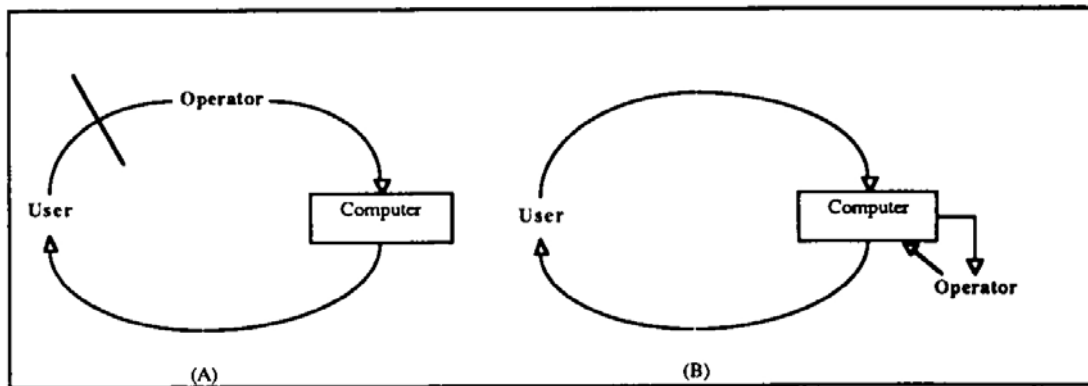 Operator
User
Computer
(A)
User
Computer
Operator
(B)